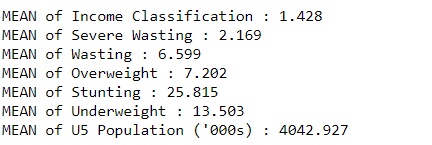 MEAN of Income Classification : 1.428
MEAN of Severe Wasting : 2.169
MEAN of Wasting : 6.599
MEAN of Overweight : 7.202
MEAN of Stunting : 25.815
MEAN of Underweight : 13.503
MEAN of U5 Population ('000s) : 4042.927